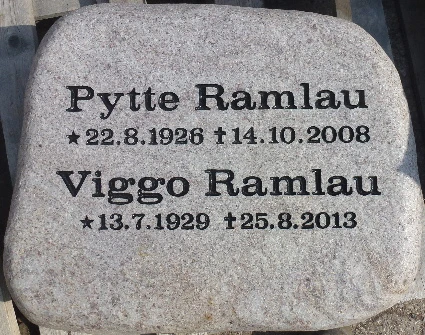 Pytte Ramlau
★22.8.1926 ✝14.10.2008
Viggo Ramlau
★13.7.1929 ✝25.8.2013